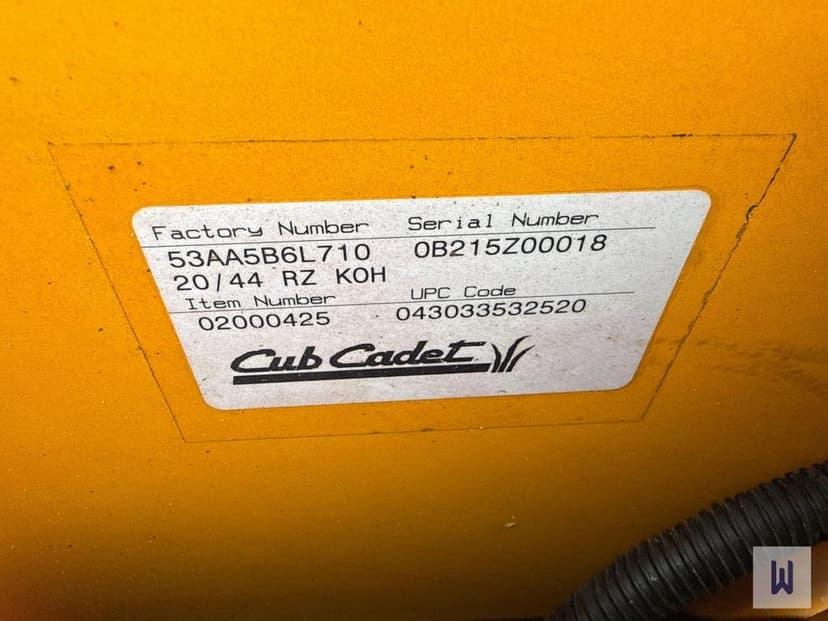 Factory Number Serial Number
53AA5B6L710 0B215Z00018
20/44 RZ KOH
Item Number UPC Code
02000425 043033532520
Cub Cadet
W